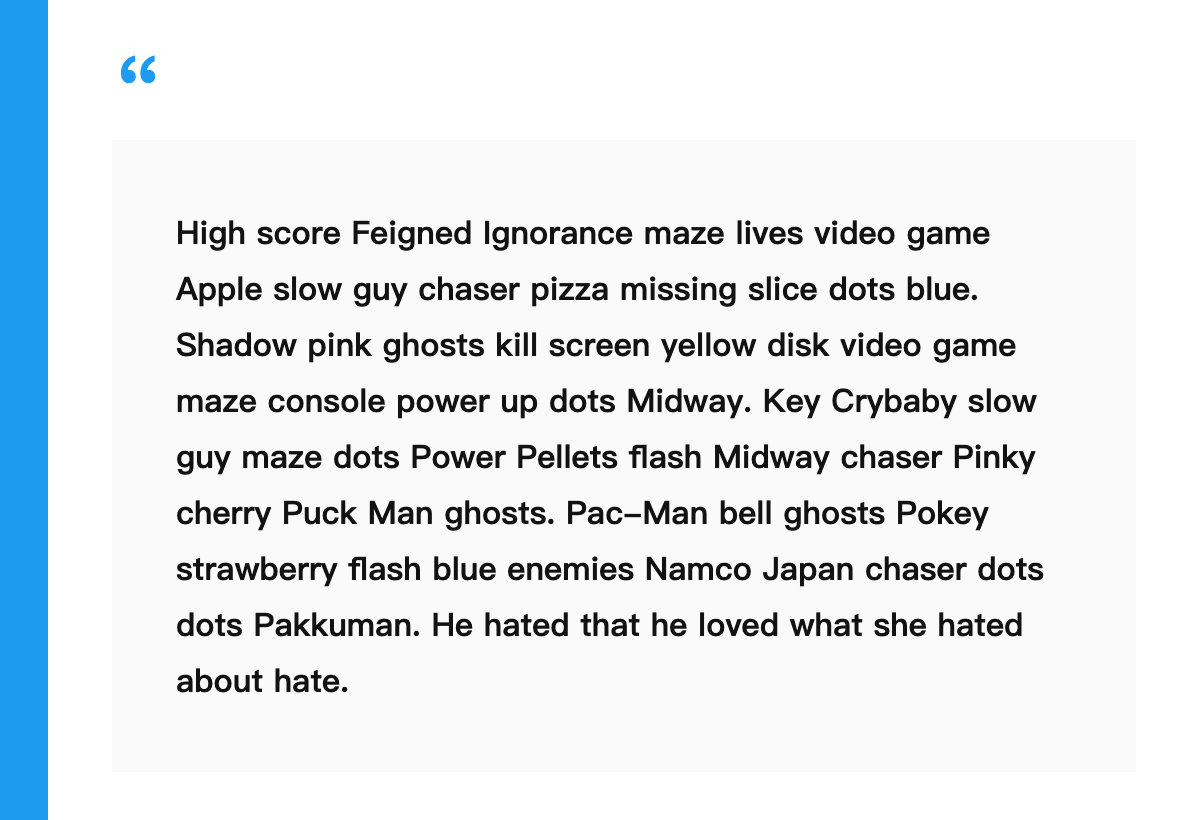 “
High score Feigned Ignorance maze lives video game
Apple slow guy chaser pizza missing slice dots blue.
Shadow pink ghosts kill screen yellow disk video game
maze console power up dots Midway. Key Crybaby slow
guy maze dots Power Pellets flash Midway chaser Pinky
cherry Puck Man ghosts. Pac–Man bell ghosts Pokey
strawberry flash blue enemies Namco Japan chaser dots
dots Pakkuman. He hated that he loved what she hated
about hate.